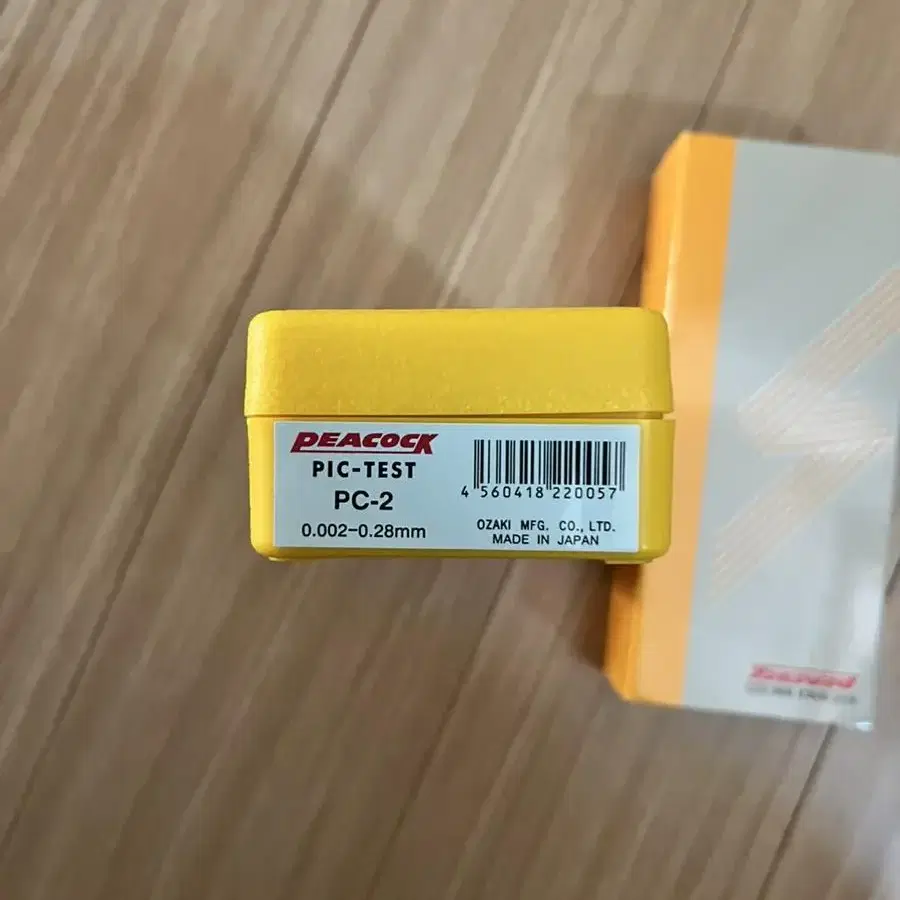 PEACOCK
PIC-TEST
PC-2
0.002-0.28mm
4 560418 220057
OZAKI MFG. CO., LTD.
MADE IN JAPAN